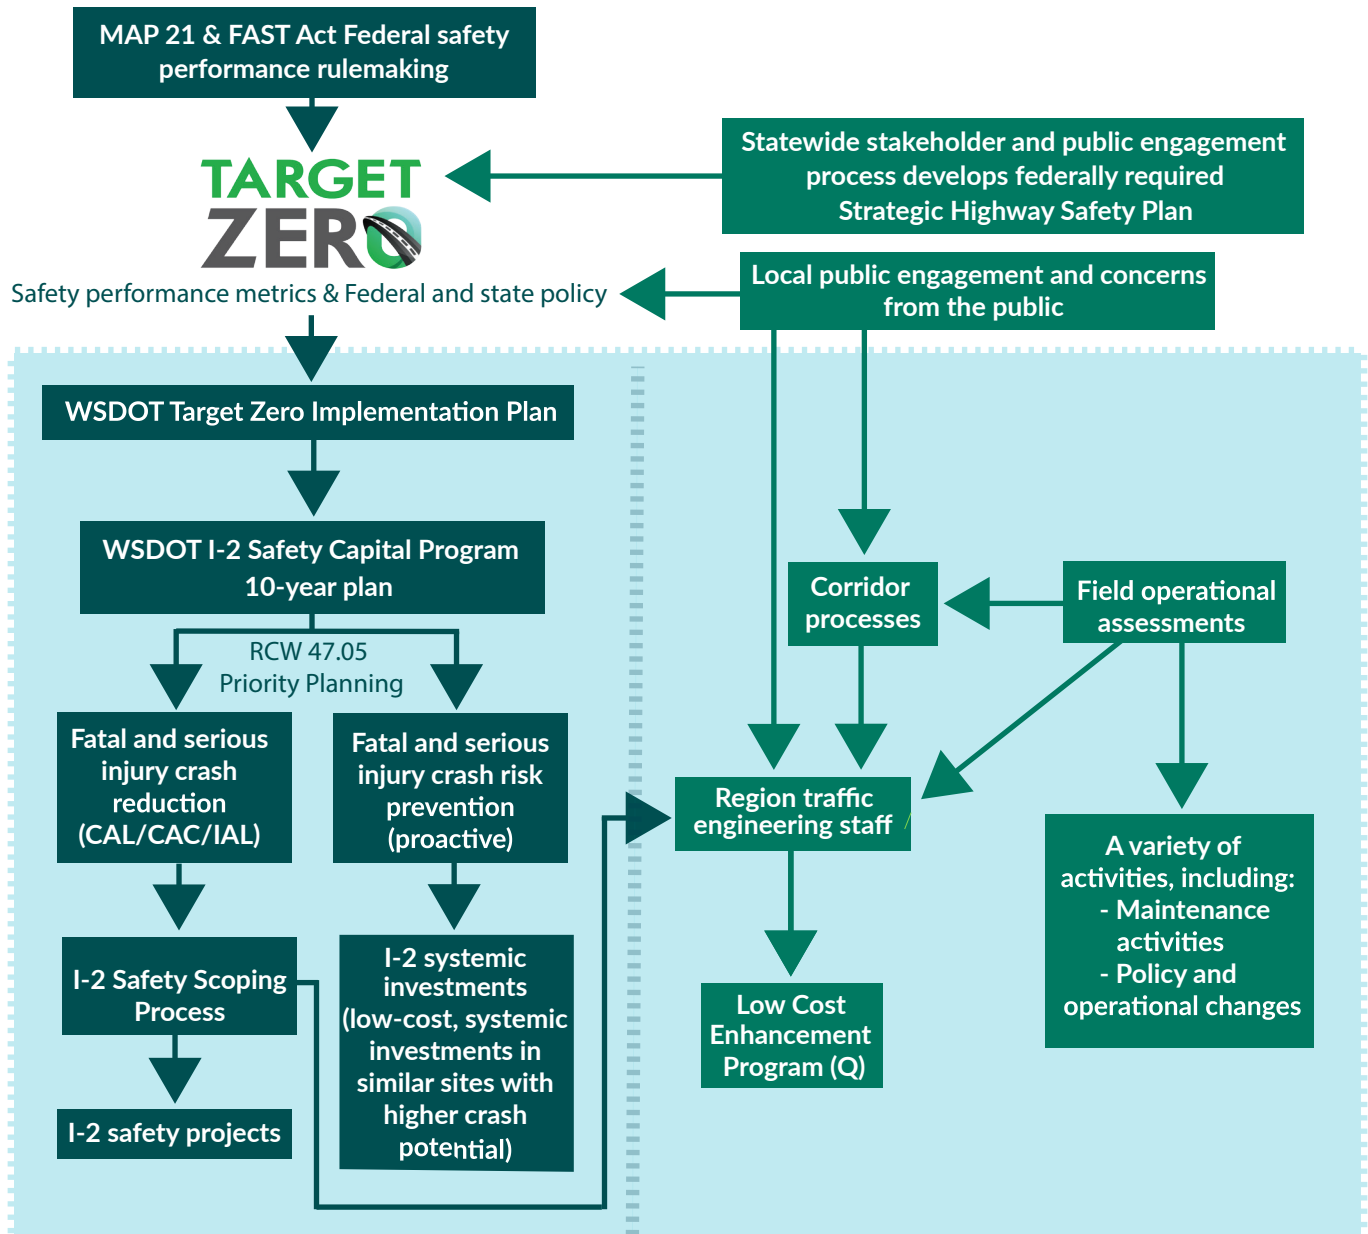 MAP 21 & FAST Act Federal safety
performance rulemaking
TARGET
ZERO
Safety performance metrics & Federal and state policy
Statewide stakeholder and public engagement
process develops federally required
Strategic Highway Safety Plan
Local public engagement and concerns
from the public
WSDOT Target Zero Implementation Plan
WSDOT I-2 Safety Capital Program
10-year plan
RCW 47.05
Priority Planning
Fatal and serious
injury crash
reduction
(CAL/CAC/IAL)
Fatal and serious
injury crash risk
prevention
(proactive)
I-2 Safety Scoping
Process
I-2 safety projects
I-2 systemic
investments
(low-cost, systemic
investments in
similar sites with
higher crash
potential)
Corridor
processes
Field operational
assessments
Region traffic
engineering staff /
Low Cost
Enhancement
Program (Q)
A variety of
activities, including:
- Maintenance
activities
- Policy and
operational changes